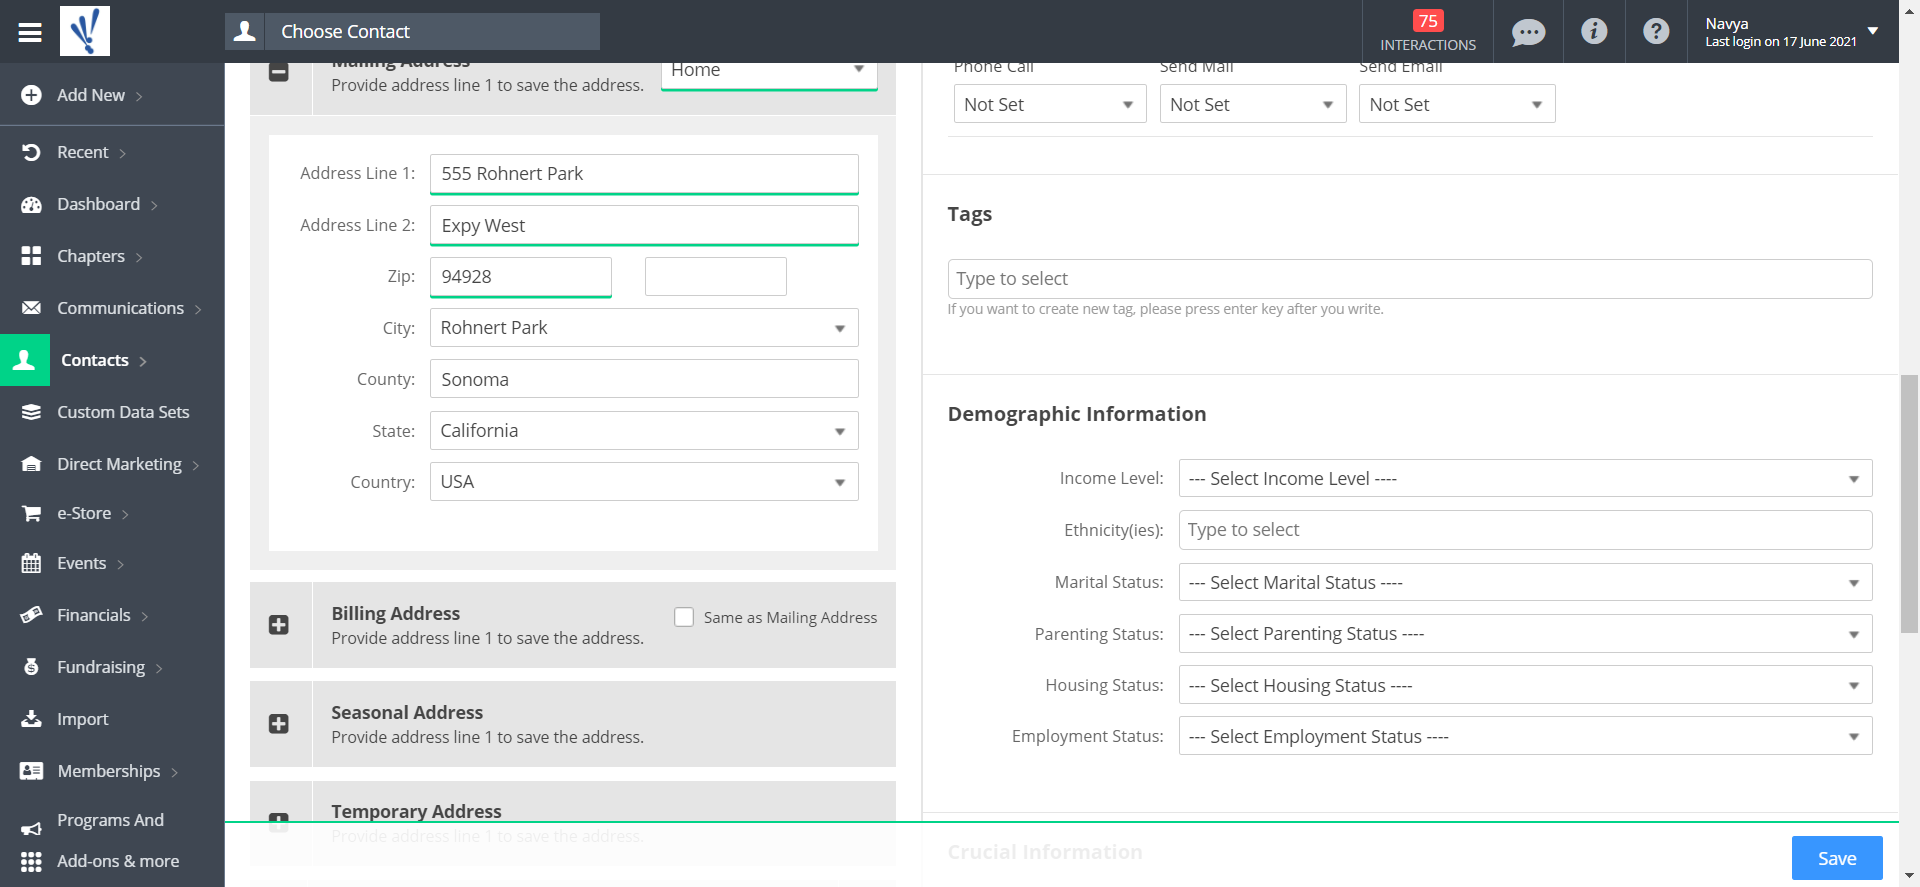 Choose Contact
75
INTERACTIONS
Navya
Last login on 17 June 2021
Add New
Recent
Dashboard
Chapters
Communications
Contacts
Custom Data Sets
Direct Marketing
e-Store
Events
Financials
Fundraising
Import
Memberships
Programs And
Add-ons & more
Mailing Address
Provide address line 1 to save the address.
Home
Address Line 1: 555 Rohnert Park
Address Line 2: Expy West
Zip: 94928
City: Rohnert Park
County: Sonoma
State: California
Country: USA
Billing Address
Provide address line 1 to save the address.
Same as Mailing Address
Seasonal Address
Provide address line 1 to save the address.
Temporary Address
Provide address line 1 to save the address.
Phone Call Send Mail Send Email
Not Set Not Set Not Set
Tags
Type to select
If you want to create new tag, please press enter key after you write.
Demographic Information
Income Level: --- Select Income Level ----
Ethnicity(ies): Type to select
Marital Status: --- Select Marital Status ----
Parenting Status: --- Select Parenting Status ----
Housing Status: --- Select Housing Status ----
Employment Status: --- Select Employment Status ----
Crucial Information
Save